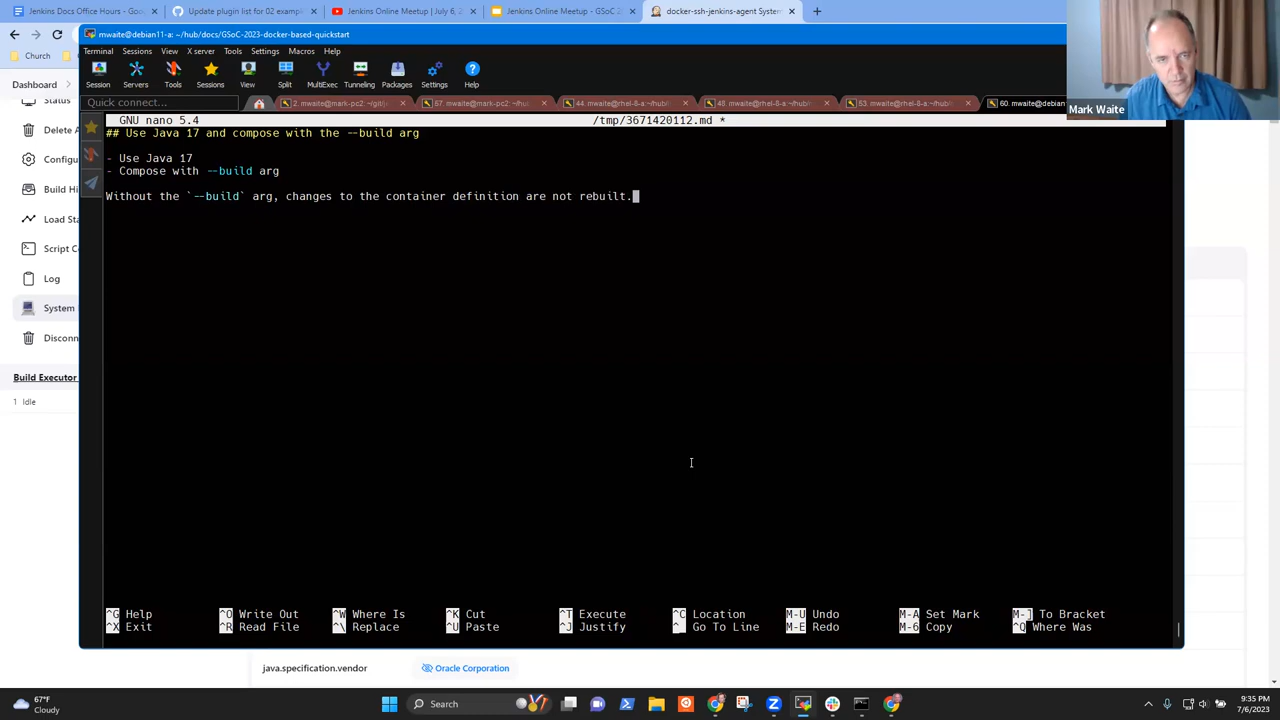 Jenkins Docs Office Hours - Goo
Update plugin list for 02 examp
Jenkins Online Meetup | July 6, 2
Jenkins Online Meetup - GSoC 20
docker-ssh-jenkins-agent System
Church
mwaite@debian11-a: ~/hub/docs/GSoC-2023-docker-based-quickstart
Terminal Sessions View X server Tools Settings Macros Help
Session Servers Tools Sessions View Split MultiExec Tunneling Packages Settings Help
Quick connect...
2. mwaite@mark-pc2: ~/git/je
57. mwaite@mark-pc2: ~/hub
44. mwaite@rhel-8-a:~/hub/
48. mwaite@rhel-8-a:~/hub/
53. mwaite@rhel-8-a:~/hub/
60. mwaite@debian
Mark Waite
Dashboard
Status
Delete A
Configu
Build Hi
Load Sta
Script Co
Log
System
Disconn
Build Executor
1 Idle
GNU nano 5.4 /tmp/3671420112.md *
## Use Java 17 and compose with the --build arg
- Use Java 17
- Compose with --build arg
Without the `--build` arg, changes to the container definition are not rebuilt.
^G Help ^O Write Out ^W Where Is ^K Cut ^T Execute ^C Location M-U Undo M-A Set Mark M-] To Bracket
^X Exit ^R Read File ^\ Replace ^U Paste ^J Justify ^_ Go To Line M-E Redo M-6 Copy ^Q Where Was
java.specification.vendor Oracle Corporation
67°F
Cloudy
Search
9:35 PM
7/6/2023